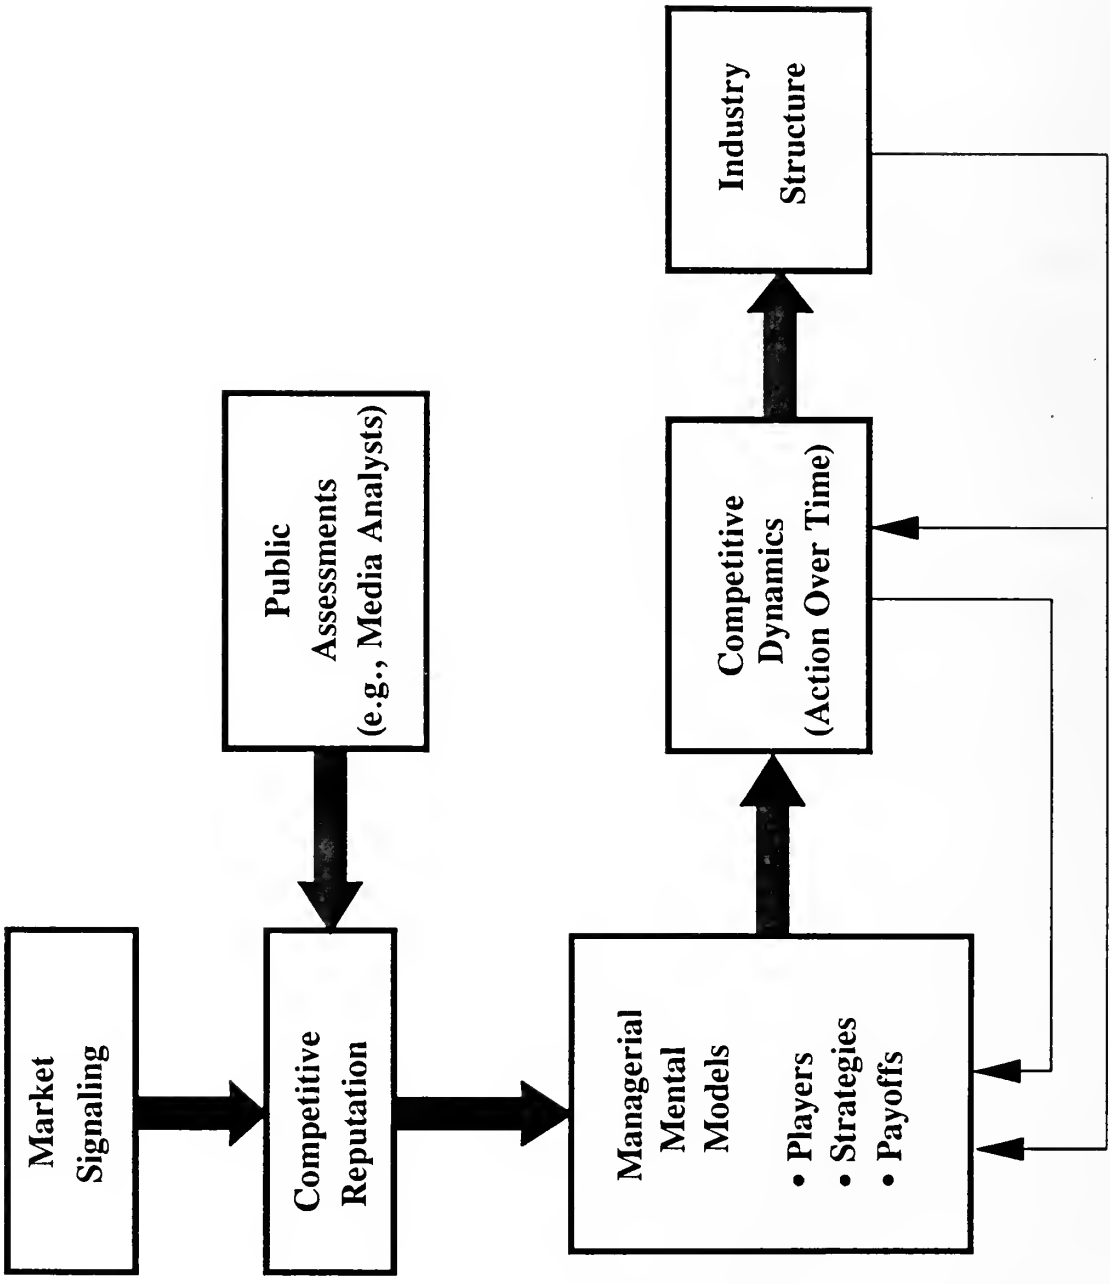 Market
Signaling
Public
Assessments
(e.g., Media Analysts)
Competitive
Reputation
Managerial
Mental
Models
• Players
• Strategies
• Payoffs
Competitive
Dynamics
(Action Over Time)
Industry
Structure